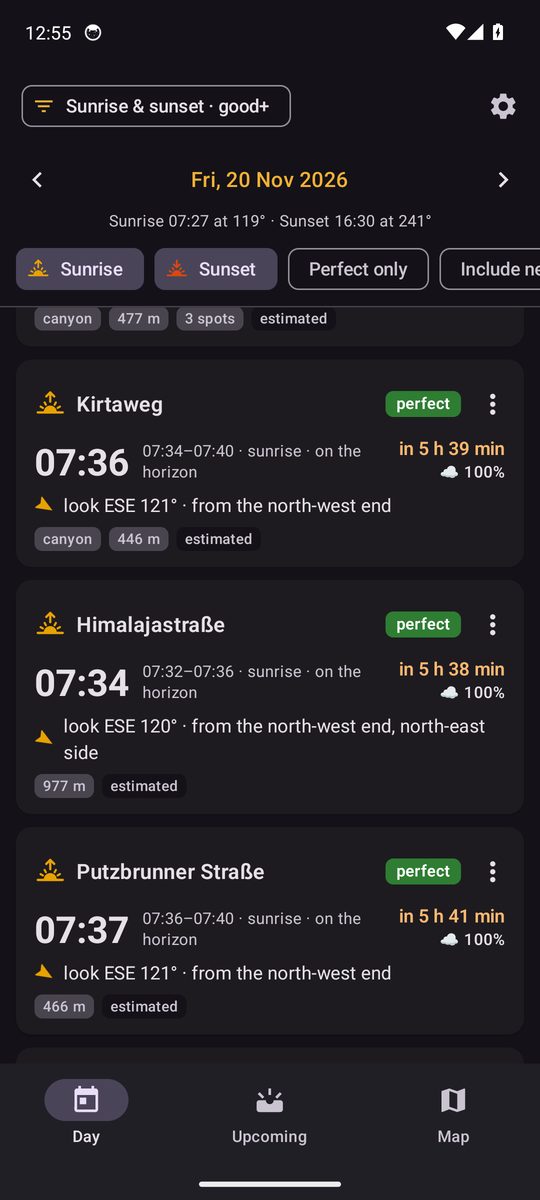 12:55
Sunrise & sunset · good+
Fri, 20 Nov 2026
Sunrise 07:27 at 119° · Sunset 16:30 at 241°
Sunrise
Sunset
Perfect only
Include ne
canyon
477 m
3 spots
estimated
Kirtaweg
perfect
07:36
07:34–07:40 · sunrise · on the
horizon
in 5 h 39 min
100%
look ESE 121° · from the north-west end
canyon
446 m
estimated
Himalajastraße
perfect
07:34
07:32–07:36 · sunrise · on the
horizon
in 5 h 38 min
100%
look ESE 120° · from the north-west end, north-east
side
977 m
estimated
Putzbrunner Straße
perfect
07:37
07:36–07:40 · sunrise · on the
horizon
in 5 h 41 min
100%
look ESE 121° · from the north-west end
466 m
estimated
Day
Upcoming
Map